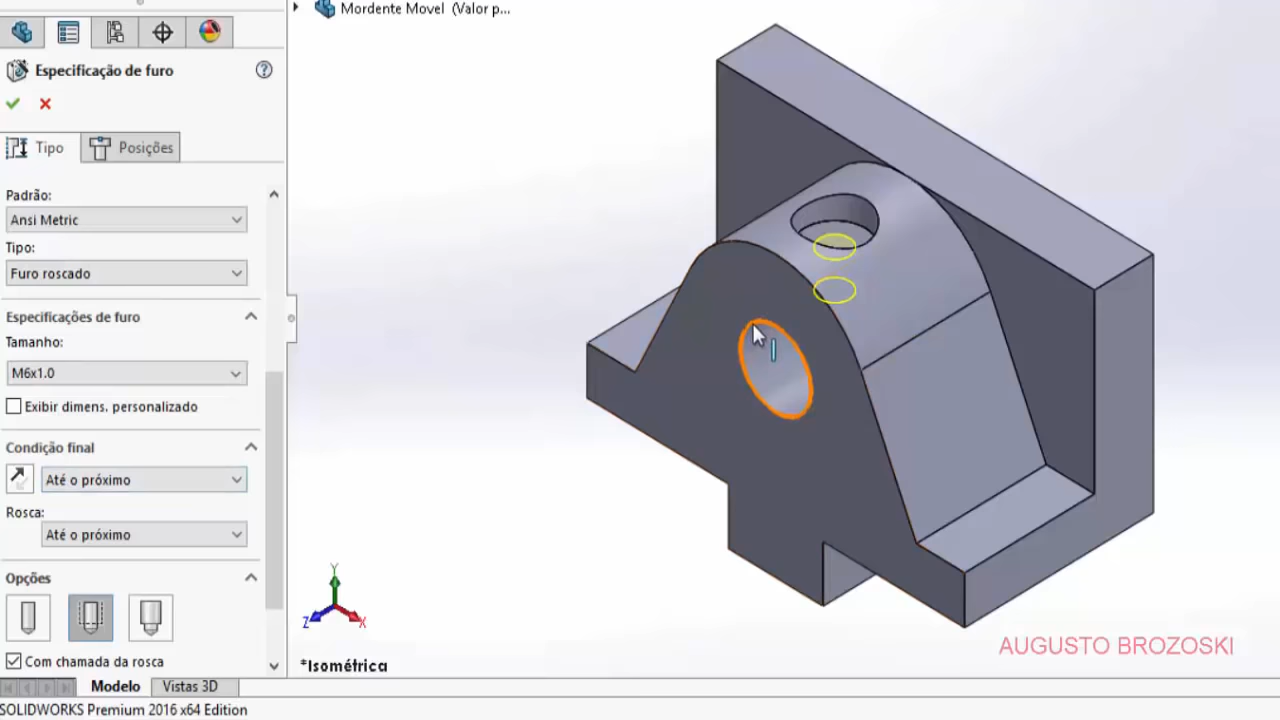 Mordente Movel (Valor p...
Especificação de furo
Tipo
Posições
Padrão:
Ansi Metric
Tipo:
Furo roscado
Especificações de furo
Tamanho:
M6x1.0
Exibir dimens. personalizado
Condição final
Até o próximo
Rosca:
Até o próximo
Opções
Com chamada da rosca
Y
Z
X
*Isométrica
AUGUSTO BROZOSKI
Modelo
Vistas 3D
SOLIDWORKS Premium 2016 x64 Edition